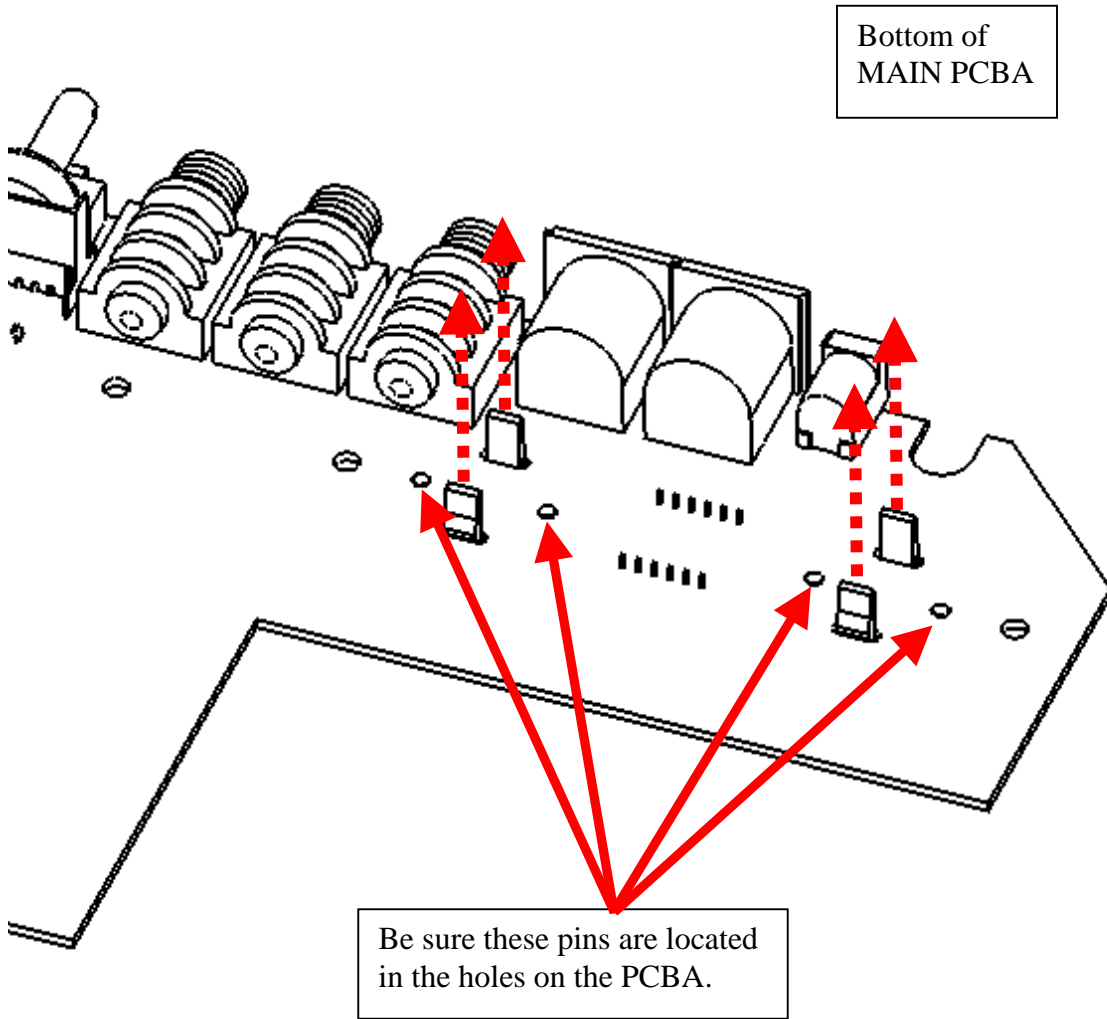 Bottom of
MAIN PCBA
Be sure these pins are located
in the holes on the PCBA.